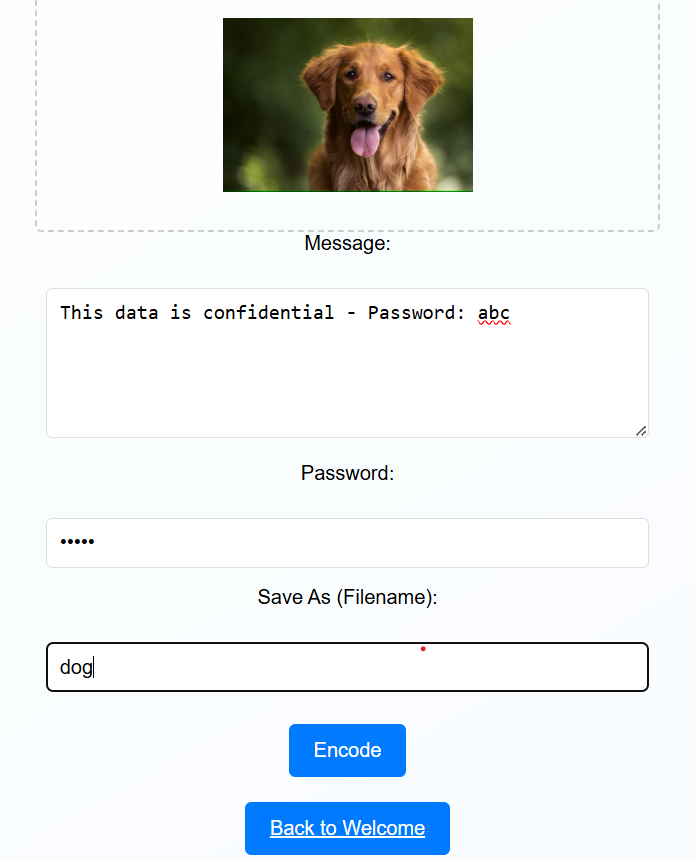 Message:
This data is confidential - Password: abc
Password:
•••••
Save As (Filename):
dog
Encode
Back to Welcome